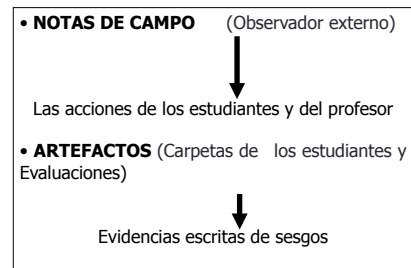 • NOTAS DE CAMPO (Observador externo)
Las acciones de los estudiantes y del profesor
• ARTEFACTOS (Carpetas de los estudiantes y
Evaluaciones)
Evidencias escritas de sesgos